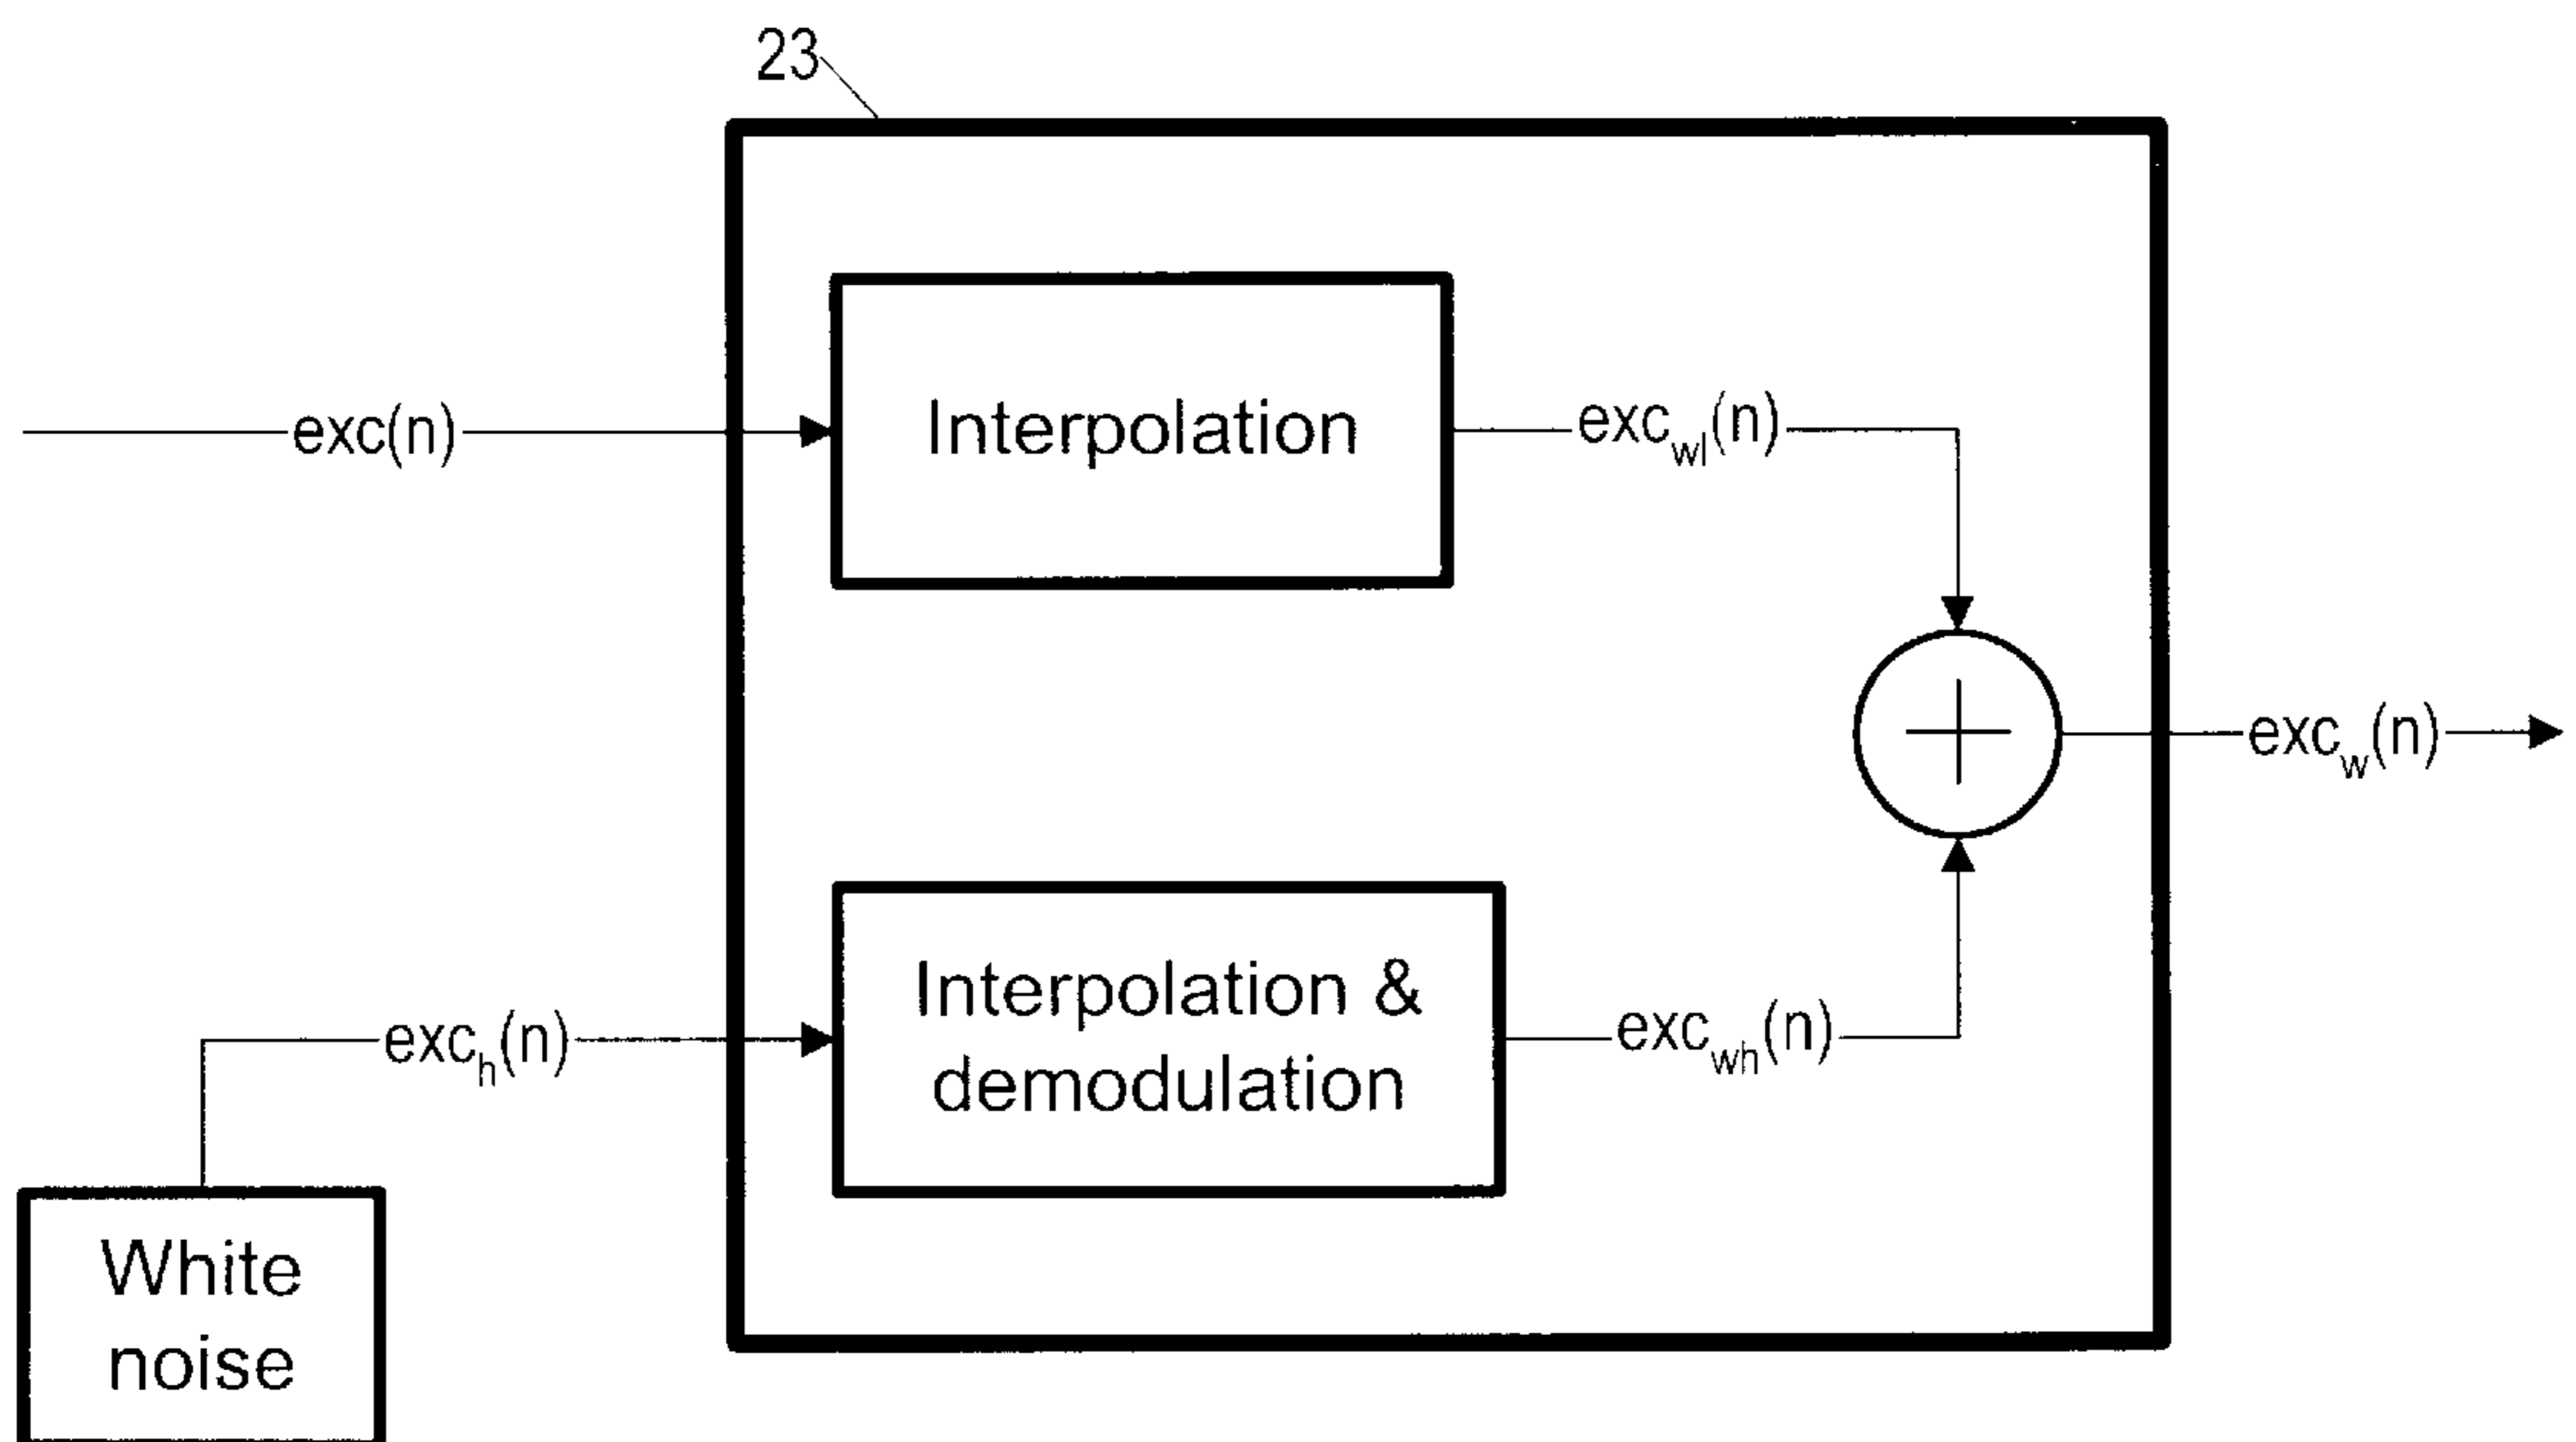 23
exc(n)
Interpolation
exc_wl(n)
exc_w(n)
exc_h(n)
Interpolation &
demodulation
exc_wh(n)
White
noise